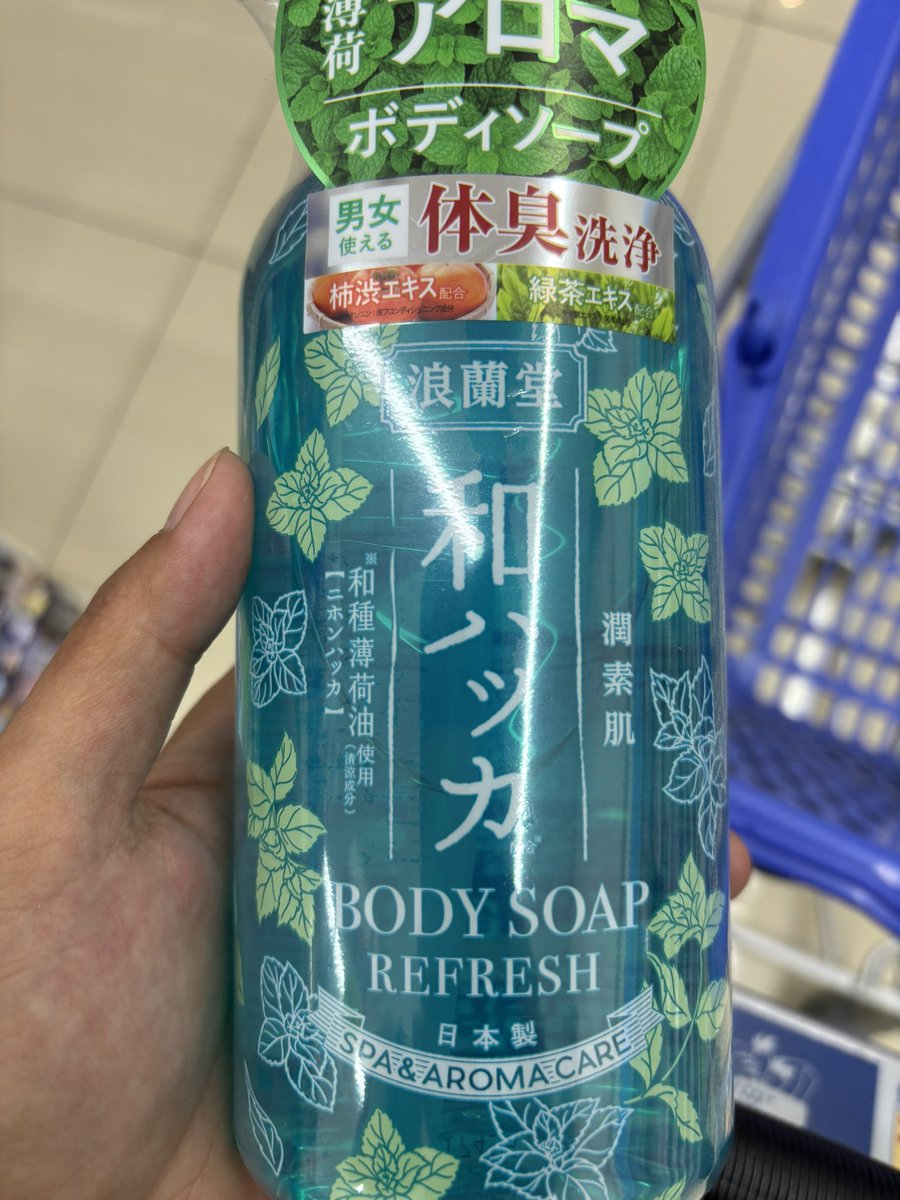 薄荷
アロマ
ボディソープ
男女
使える
体臭洗浄
柿渋エキス配合
緑茶エキス配合
浪蘭堂
和ハッカ
潤素肌
※和種薄荷油使用(清涼成分)
【ニホンハッカ】
BODY SOAP
REFRESH
日本製
SPA&AROMA CARE